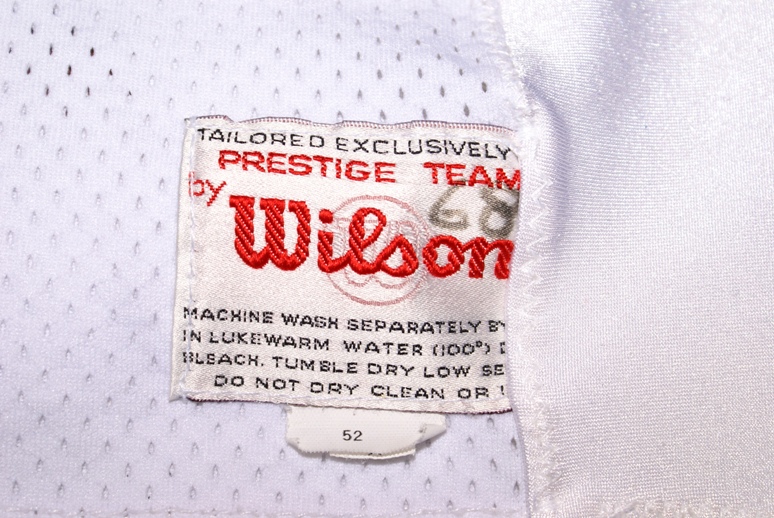 TAILORED EXCLUSIVELY
PRESTIGE TEAM
by
68
Wilson
MACHINE WASH SEPARATELY BY
IN LUKEWARM WATER (100°)
BLEACH. TUMBLE DRY LOW SE
DO NOT DRY CLEAN OR
52